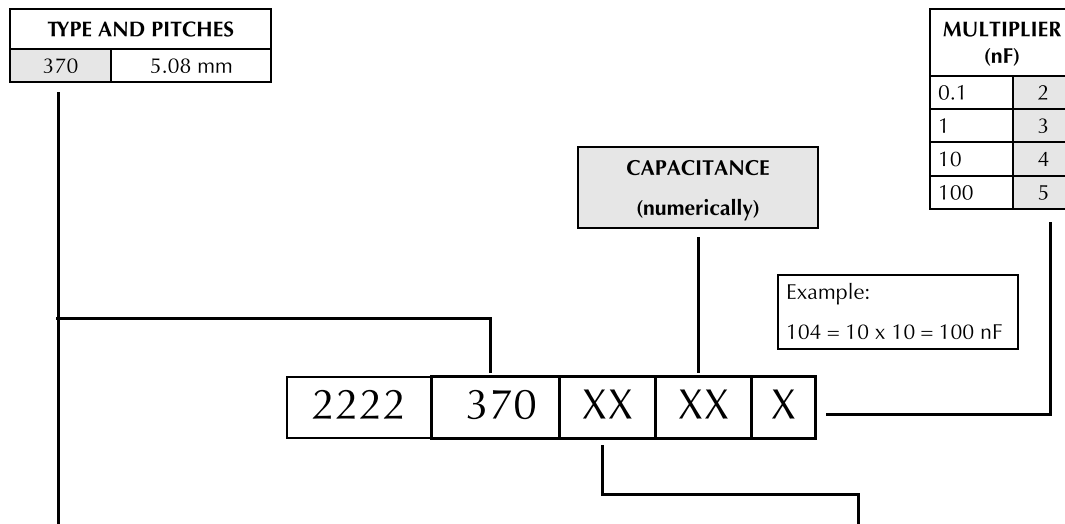 TYPE AND PITCHES
370 5.08 mm
MULTIPLIER
(nF)
0.1 2
1 3
10 4
100 5
CAPACITANCE
(numerically)
Example:
104 = 10 x 10 = 100 nF
2222 370 XX XX X